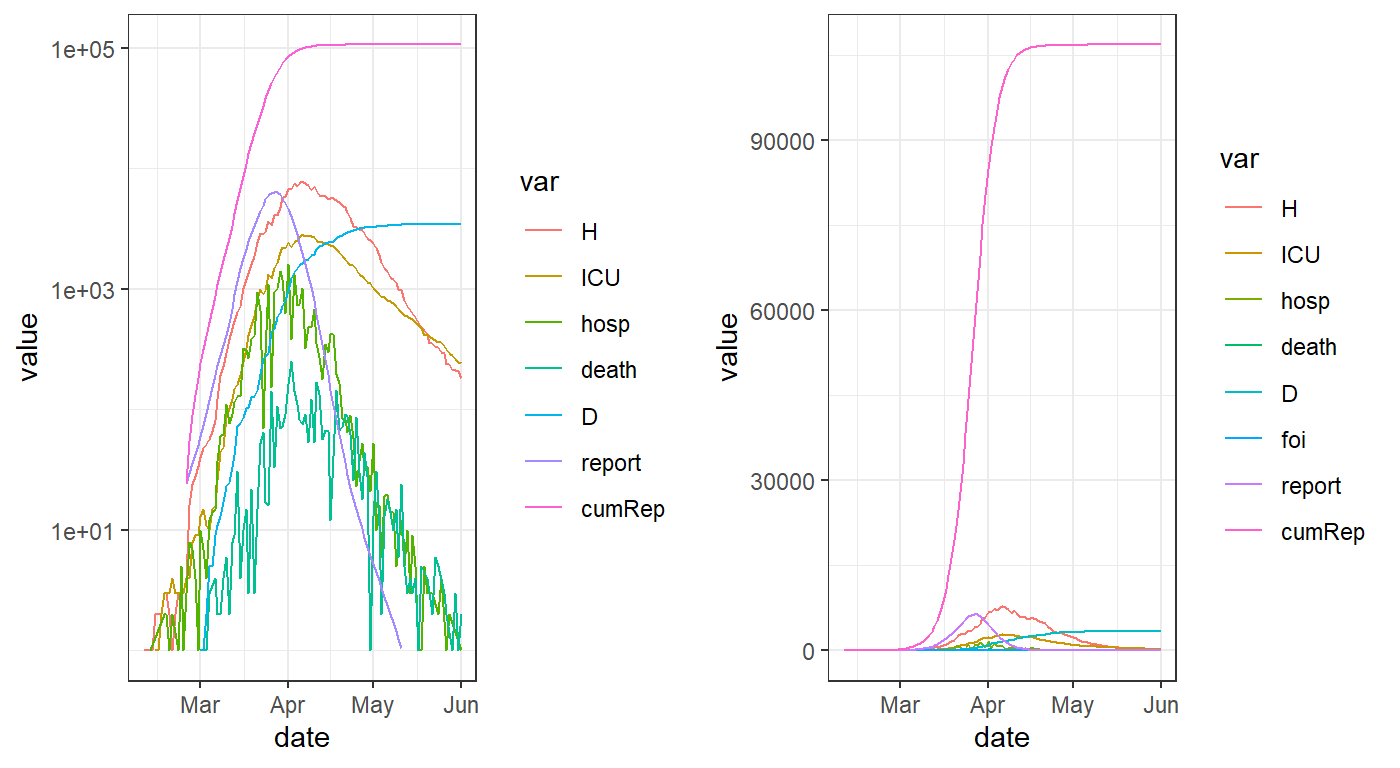 value
1e+05
1e+03
1e+01
Mar Apr May Jun
date
var
H
ICU
hosp
death
D
report
cumRep
value
90000
60000
30000
0
Mar Apr May Jun
date
var
H
ICU
hosp
death
D
foi
report
cumRep